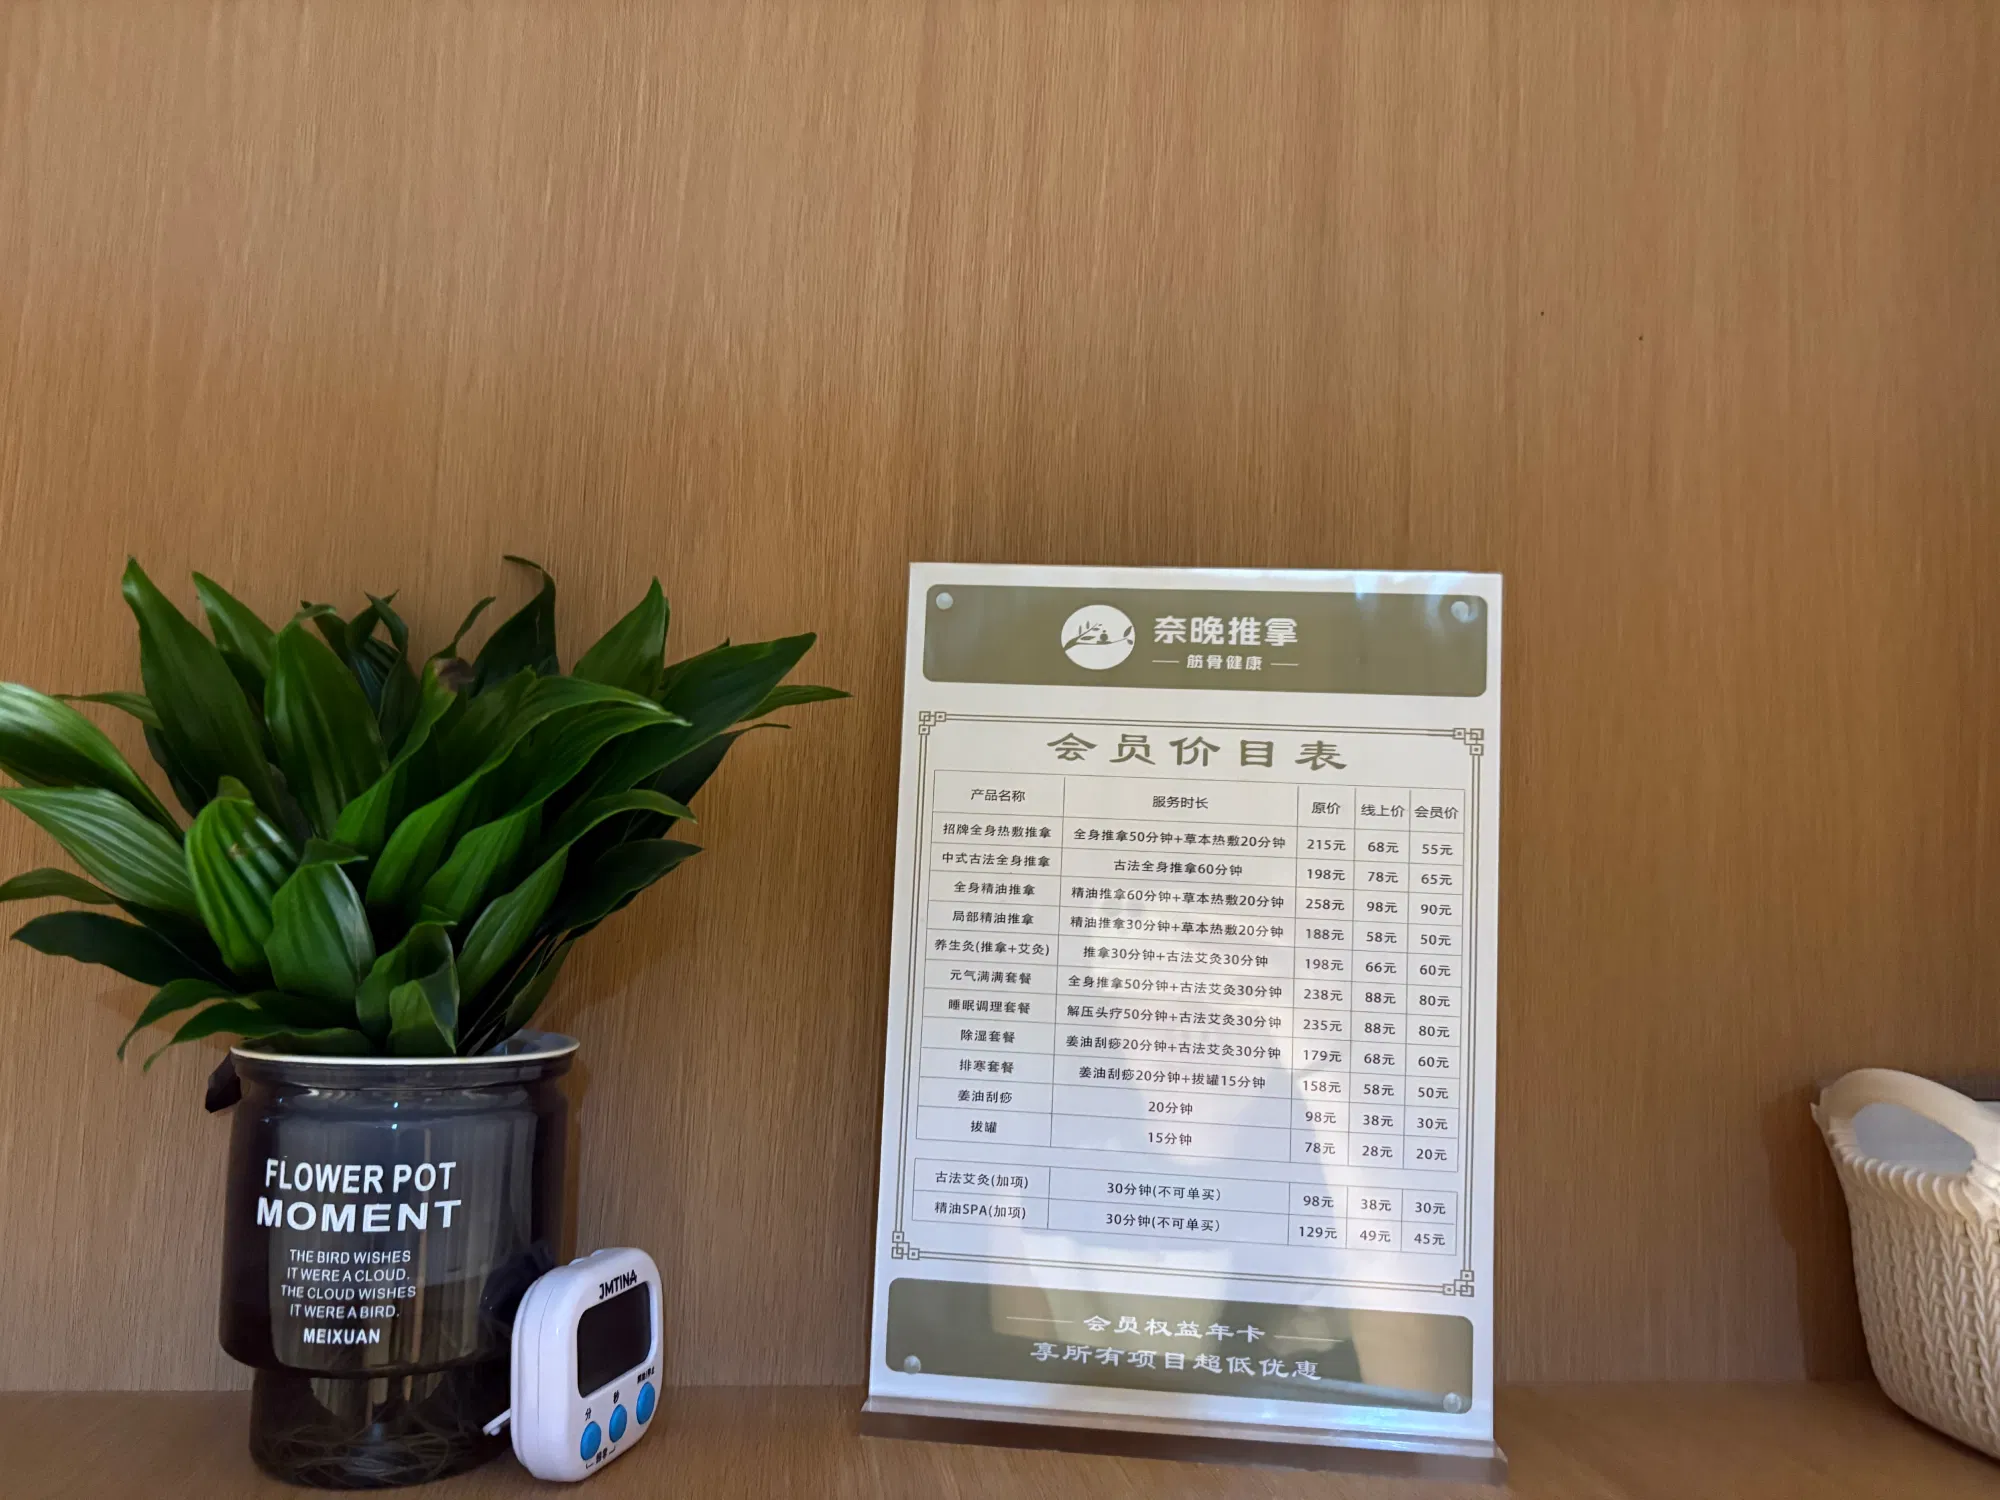 FLOWER POT
MOMENT
THE BIRD WISHES
IT WERE A CLOUD.
THE CLOUD WISHES
IT WERE A BIRD.
MEIXUAN
JMTINA
分
秒
奈晚推拿
筋骨健康
会员价目表
产品名称 服务时长 原价 线上价 会员价
招牌全身热敷推拿 全身推拿50分钟+草本热敷20分钟 215元 68元 55元
中式古法全身推拿 古法全身推拿60分钟 198元 78元 65元
全身精油推拿 精油推拿60分钟+草本热敷20分钟 258元 98元 90元
局部精油推拿 精油推拿30分钟+草本热敷20分钟 188元 58元 50元
养生灸(推拿+艾灸) 推拿30分钟+古法艾灸30分钟 198元 66元 60元
元气满满套餐 全身推拿50分钟+古法艾灸30分钟 238元 88元 80元
睡眠调理套餐 解压头疗50分钟+古法艾灸30分钟 235元 88元 80元
除湿套餐 姜油刮痧20分钟+古法艾灸30分钟 179元 68元 60元
排寒套餐 姜油刮痧20分钟+拔罐15分钟 158元 58元 50元
姜油刮痧 20分钟 98元 38元 30元
拔罐 15分钟 78元 28元 20元
古法艾灸(加项) 30分钟(不可单买) 98元 38元 30元
精油SPA(加项) 30分钟(不可单买) 129元 49元 45元
会员权益年卡
享所有项目超低优惠